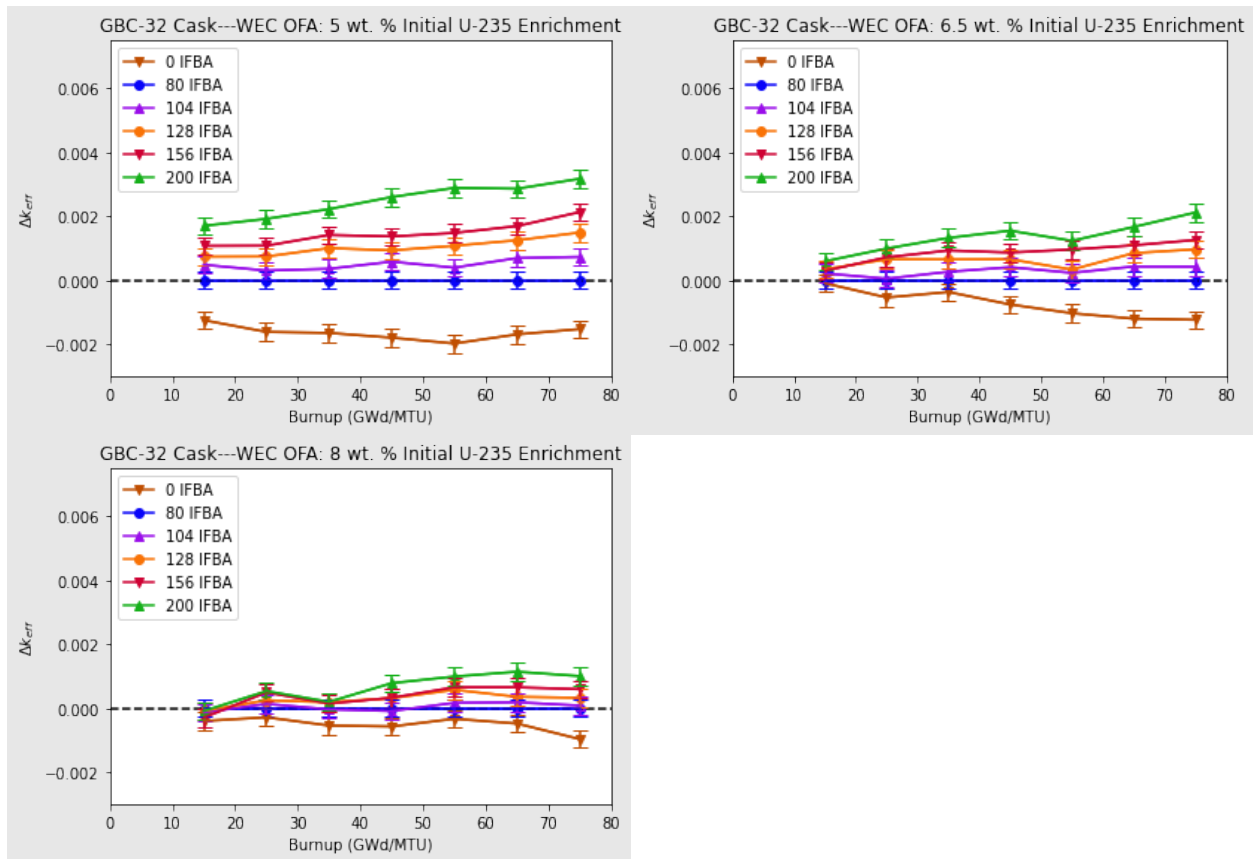 GBC-32 Cask---WEC OFA: 5 wt. % Initial U-235 Enrichment
0 IFBA
80 IFBA
104 IFBA
128 IFBA
156 IFBA
200 IFBA
0.006
0.004
0.002
0.000
−0.002
Δk_eff
0 10 20 30 40 50 60 70 80
Burnup (GWd/MTU)
GBC-32 Cask---WEC OFA: 6.5 wt. % Initial U-235 Enrichment
0 IFBA
80 IFBA
104 IFBA
128 IFBA
156 IFBA
200 IFBA
0.006
0.004
0.002
0.000
−0.002
Δk_eff
0 10 20 30 40 50 60 70 80
Burnup (GWd/MTU)
GBC-32 Cask---WEC OFA: 8 wt. % Initial U-235 Enrichment
0 IFBA
80 IFBA
104 IFBA
128 IFBA
156 IFBA
200 IFBA
0.006
0.004
0.002
0.000
−0.002
Δk_eff
0 10 20 30 40 50 60 70 80
Burnup (GWd/MTU)